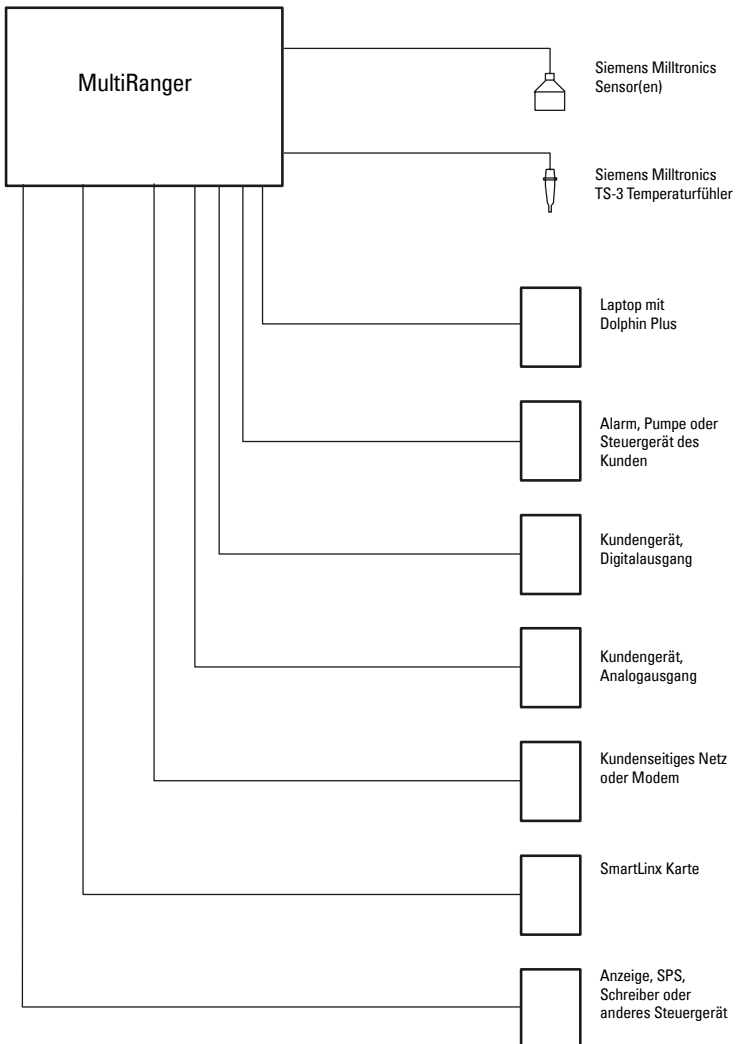 MultiRanger
Siemens Milltronics
Sensor(en)
Siemens Milltronics
TS-3 Temperaturfühler
Laptop mit
Dolphin Plus
Alarm, Pumpe oder
Steuergerät des
Kunden
Kundengerät,
Digitalausgang
Kundengerät,
Analogausgang
Kundenseitiges Netz
oder Modem
SmartLinx Karte
Anzeige, SPS,
Schreiber oder
anderes Steuergerät